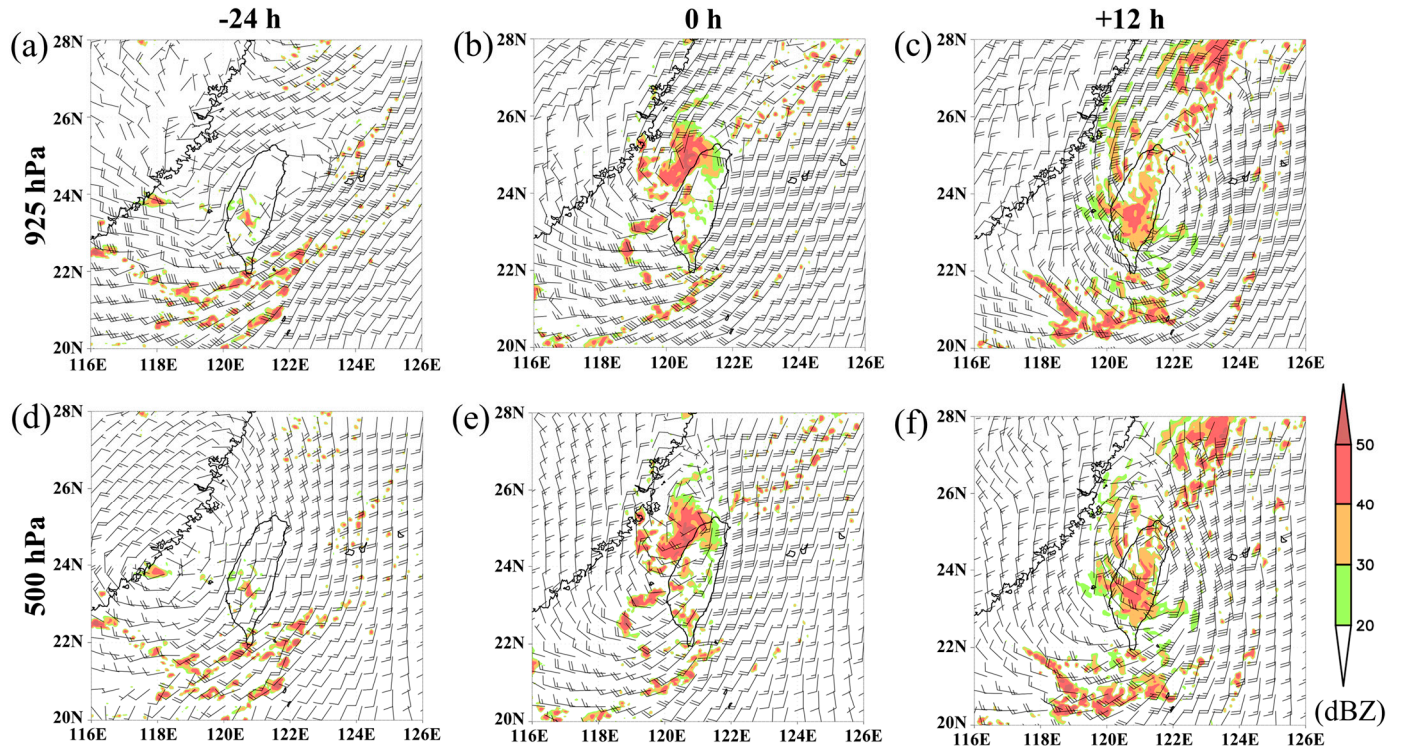 -24 h 0 h +12 h
(a) (b) (c)
925 hPa
28N 28N 28N
26N 26N 26N
24N 24N 24N
22N 22N 22N
20N 20N 20N
116E 118E 120E 122E 124E 126E 116E 118E 120E 122E 124E 126E 116E 118E 120E 122E 124E 126E
(d) (e) (f)
500 hPa
28N 28N 28N
26N 26N 26N
24N 24N 24N
22N 22N 22N
20N 20N 20N
116E 118E 120E 122E 124E 126E 116E 118E 120E 122E 124E 126E 116E 118E 120E 122E 124E 126E
50
40
30
20
(dBZ)